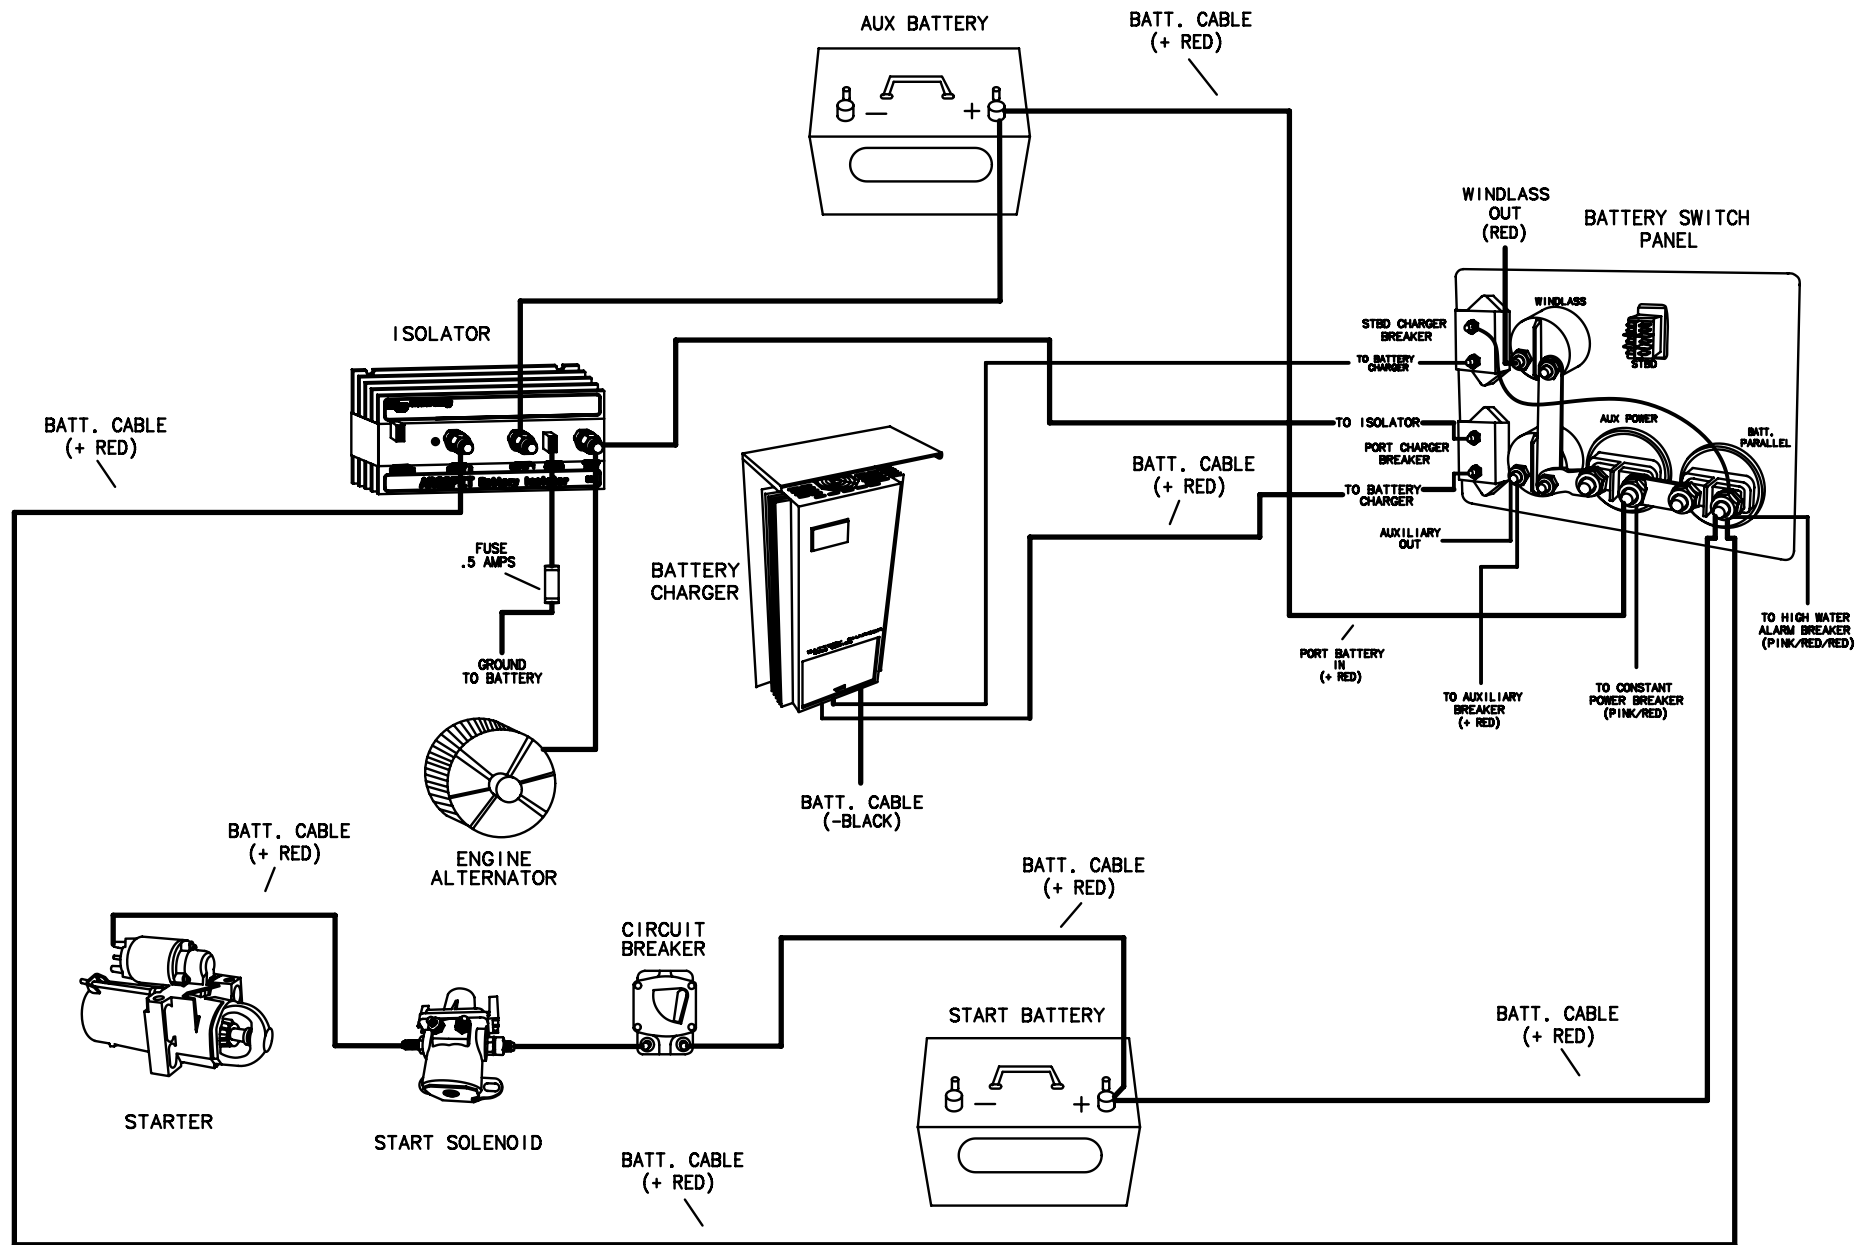 AUX BATTERY
BATT. CABLE
(+ RED)
WINDLASS
OUT
(RED)
BATTERY SWITCH
PANEL
WINDLASS
STBD
STBD CHARGER
BREAKER
TO BATTERY
CHARGER
ISOLATOR
BATT. CABLE
(+ RED)
TO ISOLATOR
AUX POWER
BATT.
PARALLEL
PORT CHARGER
BREAKER
BATT. CABLE
(+ RED)
TO BATTERY
CHARGER
Battery Isolator
AUXILIARY
OUT
FUSE
.5 AMPS
BATTERY
CHARGER
GROUND
TO BATTERY
TO HIGH WATER
ALARM BREAKER
(PINK/RED/RED)
PORT BATTERY
IN
(+ RED)
TO AUXILIARY
BREAKER
(+ RED)
TO CONSTANT
POWER BREAKER
(PINK/RED)
BATT. CABLE
(-BLACK)
BATT. CABLE
(+ RED)
ENGINE
ALTERNATOR
BATT. CABLE
(+ RED)
CIRCUIT
BREAKER
START BATTERY
BATT. CABLE
(+ RED)
STARTER
START SOLENOID
BATT. CABLE
(+ RED)